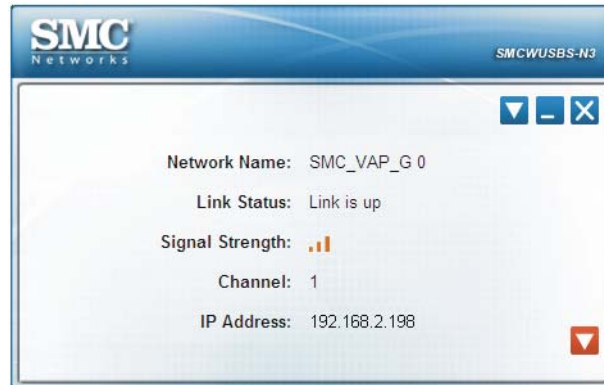 SMC
Networks
SMCWUSBS-N3
Network Name: SMC_VAP_G 0
Link Status: Link is up
Signal Strength:
Channel: 1
IP Address: 192.168.2.198